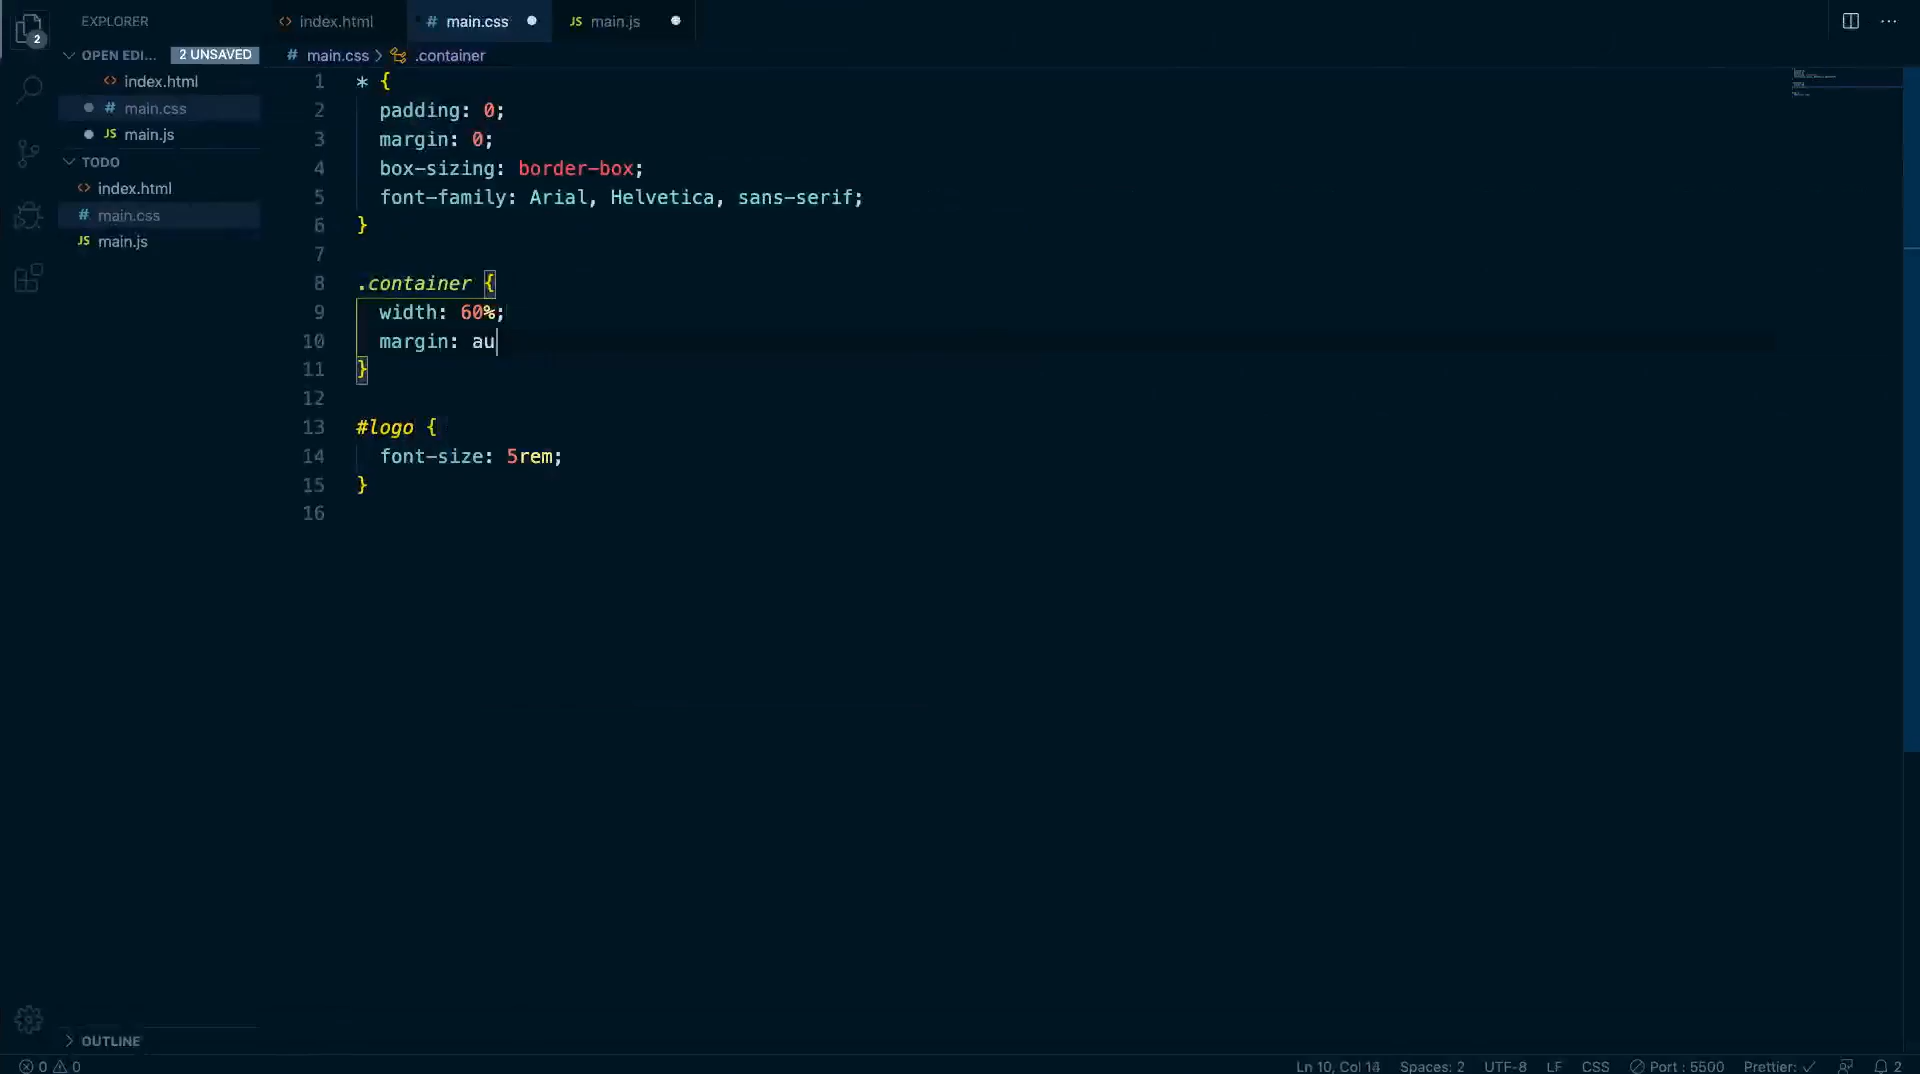 2
EXPLORER
OPEN EDI... 2 UNSAVED
<> index.html
# main.css
JS main.js
TODO
<> index.html
# main.css
JS main.js
OUTLINE
<> index.html # main.css JS main.js ...
# main.css > .container
1 * {
2 padding: 0;
3 margin: 0;
4 box-sizing: border-box;
5 font-family: Arial, Helvetica, sans-serif;
6 }
7
8 .container {
9 width: 60%;
10 margin: au
11 }
12
13 #logo {
14 font-size: 5rem;
15 }
16
0 0 Ln 10, Col 14 Spaces: 2 UTF-8 LF CSS Port : 5500 Prettier: ✓ 2